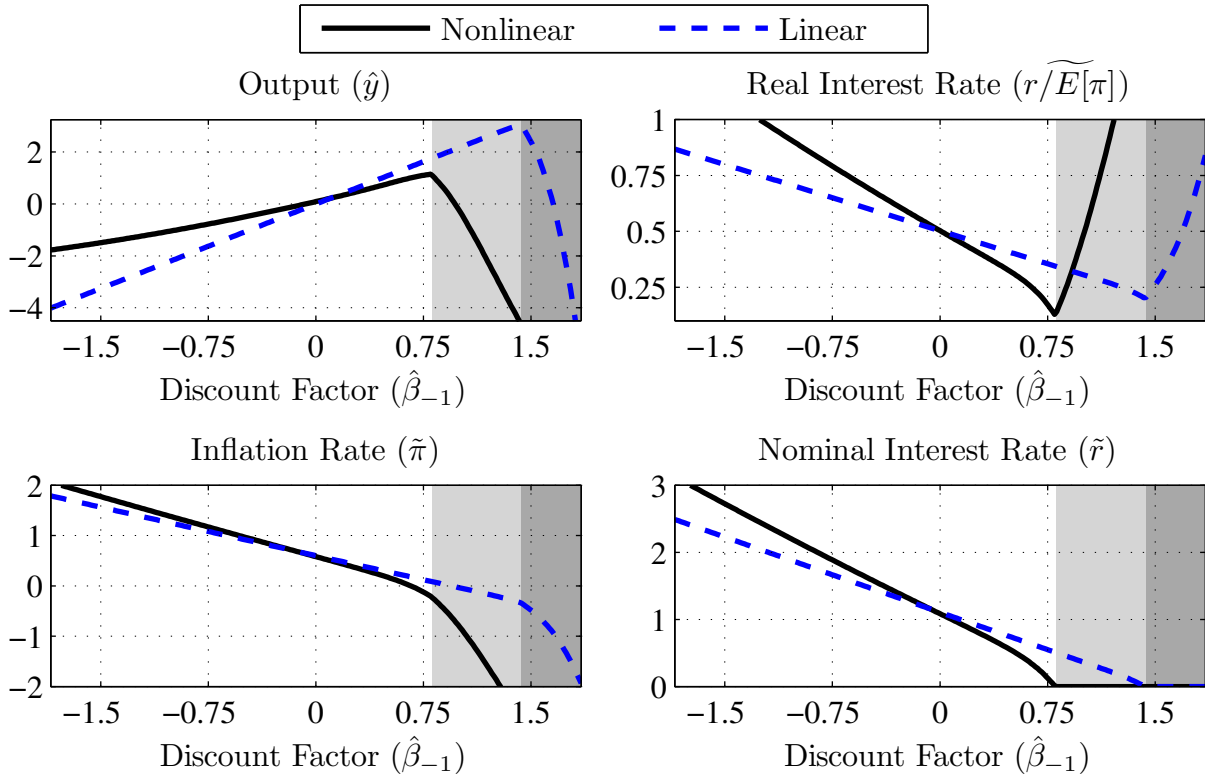 Nonlinear Linear
Output (ŷ) Real Interest Rate (r/E[π]~)
2
0
−2
−4
−1.5 −0.75 0 0.75 1.5
Discount Factor (β̂₋₁)
1
0.75
0.5
0.25
−1.5 −0.75 0 0.75 1.5
Discount Factor (β̂₋₁)
Inflation Rate (π̃) Nominal Interest Rate (r̃)
2
1
0
−1
−2
−1.5 −0.75 0 0.75 1.5
Discount Factor (β̂₋₁)
3
2
1
0
−1.5 −0.75 0 0.75 1.5
Discount Factor (β̂₋₁)